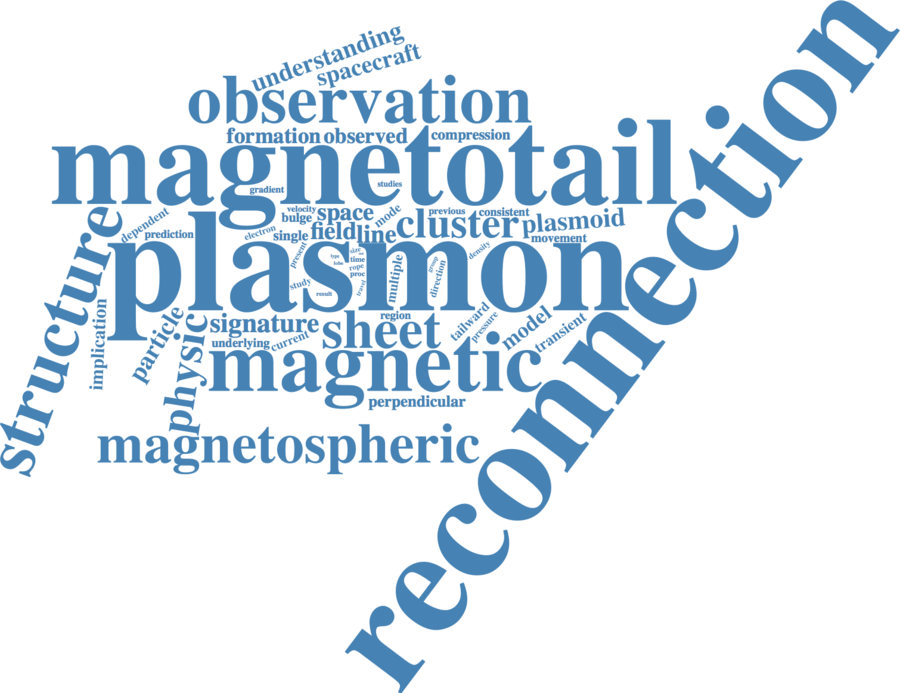 understanding
spacecraft
observation
formation observed
compression
magnetotail
reconnection
gradient
studies
structure
dependent
prediction
velocity
bulge
space
mode
cluster
previous
consistent
plasmoid
movement
electron
single
fieldline
plasmon
present
type
lobe
size
time
rope
proc
travel
study
result
multiple
group
direction
density
implication
particle
physic
signature
underlying
current
sheet
region
tailward
pressure
model
transient
magnetic
perpendicular
magnetospheric